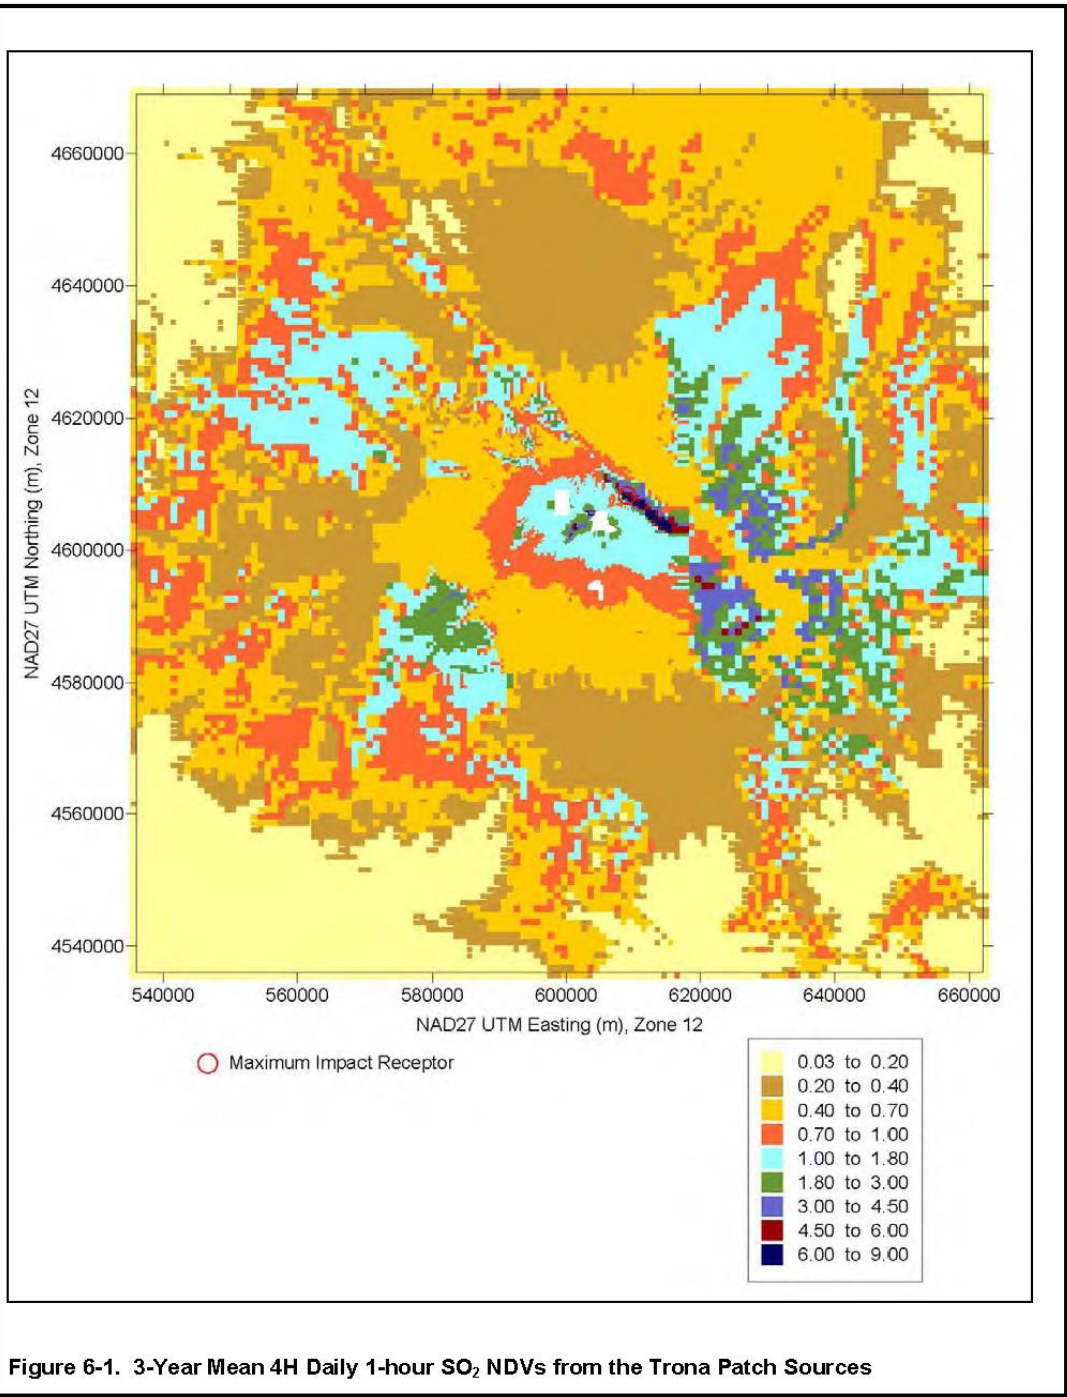 4660000
4640000
4620000
4600000
4580000
4560000
4540000
NAD27 UTM Northing (m), Zone 12
540000 560000 580000 600000 620000 640000 660000
NAD27 UTM Easting (m), Zone 12
Maximum Impact Receptor
0.03 to 0.20
0.20 to 0.40
0.40 to 0.70
0.70 to 1.00
1.00 to 1.80
1.80 to 3.00
3.00 to 4.50
4.50 to 6.00
6.00 to 9.00
Figure 6-1. 3-Year Mean 4H Daily 1-hour SO₂ NDVs from the Trona Patch Sources